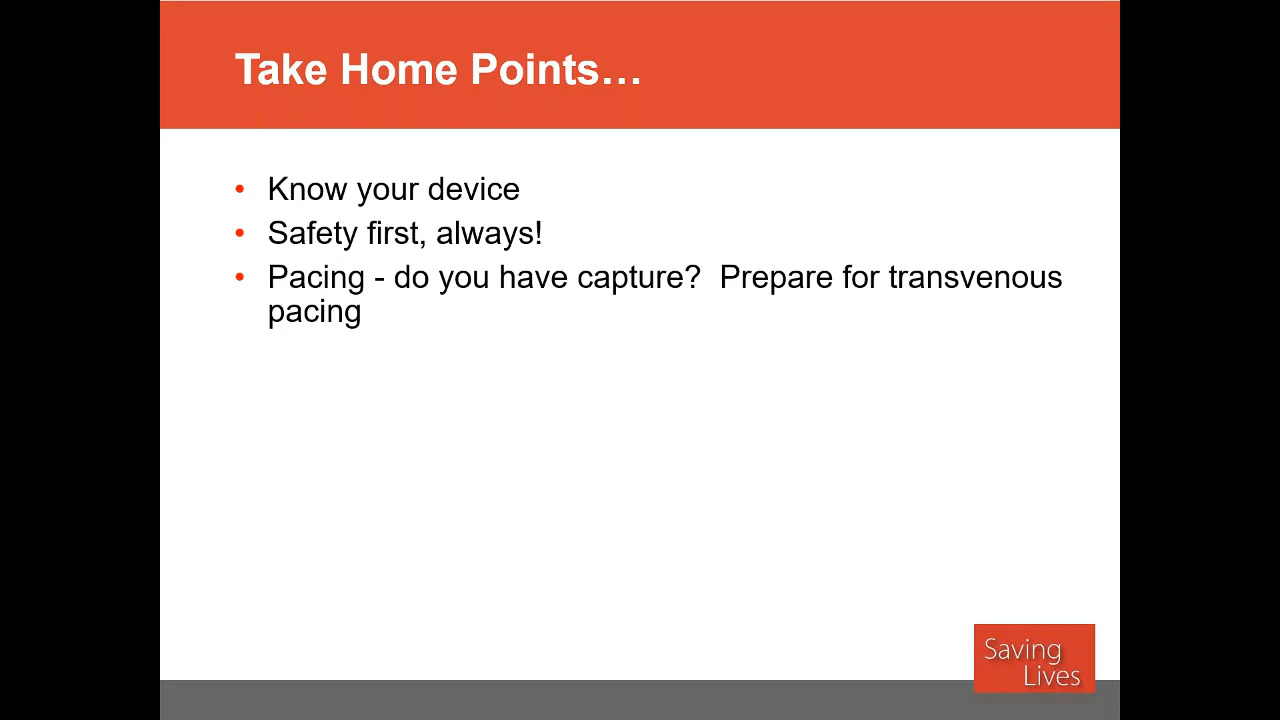 Take Home Points…
• Know your device
• Safety first, always!
• Pacing - do you have capture?  Prepare for transvenous
pacing
Saving
Lives